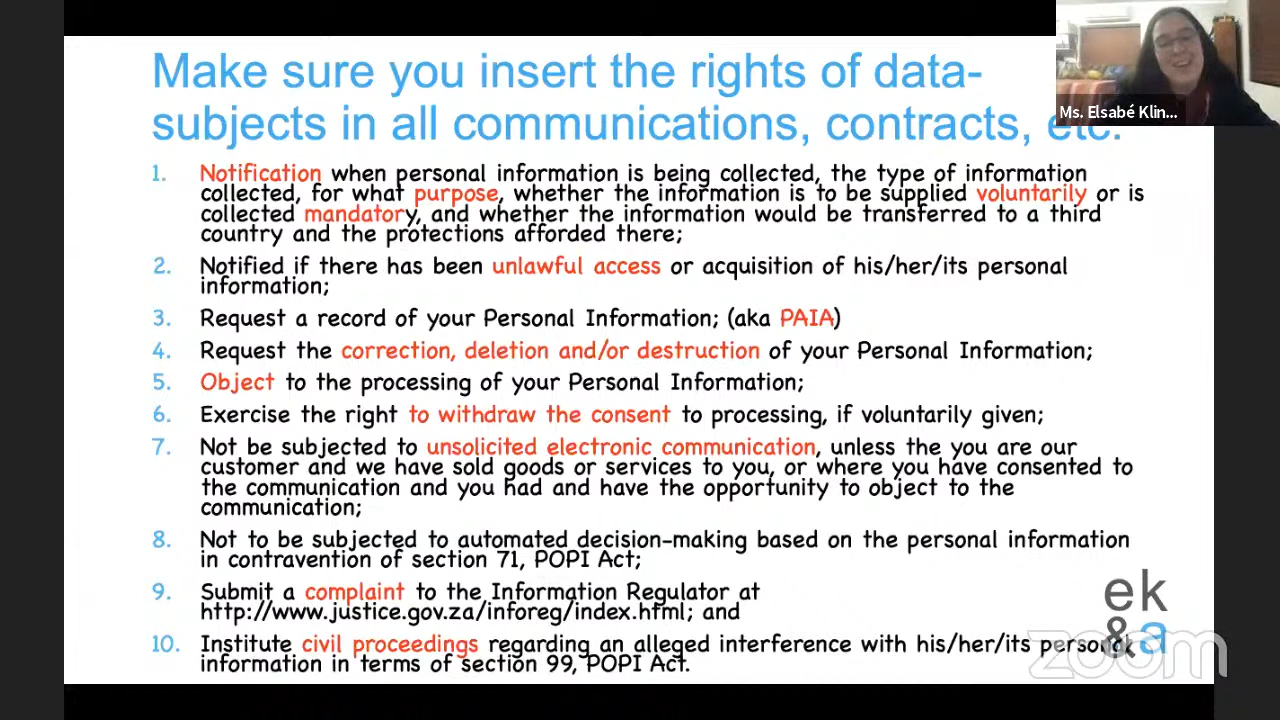 Make sure you insert the rights of data-
subjects in all communications, contracts, etc.
Ms. Elsabé Klin...
1. Notification when personal information is being collected, the type of information
collected, for what purpose, whether the information is to be supplied voluntarily or is
collected mandatory, and whether the information would be transferred to a third
country and the protections afforded there;
2. Notified if there has been unlawful access or acquisition of his/her/its personal
information;
3. Request a record of your Personal Information; (aka PAIA)
4. Request the correction, deletion and/or destruction of your Personal Information;
5. Object to the processing of your Personal Information;
6. Exercise the right to withdraw the consent to processing, if voluntarily given;
7. Not be subjected to unsolicited electronic communication, unless the you are our
customer and we have sold goods or services to you, or where you have consented to
the communication and you had and have the opportunity to object to the
communication;
8. Not to be subjected to automated decision-making based on the personal information
in contravention of section 71, POPI Act;
9. Submit a complaint to the Information Regulator at
http://www.justice.gov.za/inforeg/index.html; and
10. Institute civil proceedings regarding an alleged interference with his/her/its personal
information in terms of section 99, POPI Act.
ek
&a
zoom